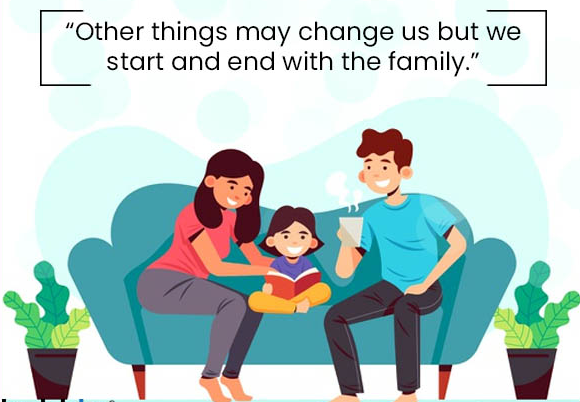 “Other things may change us but we
start and end with the family.”